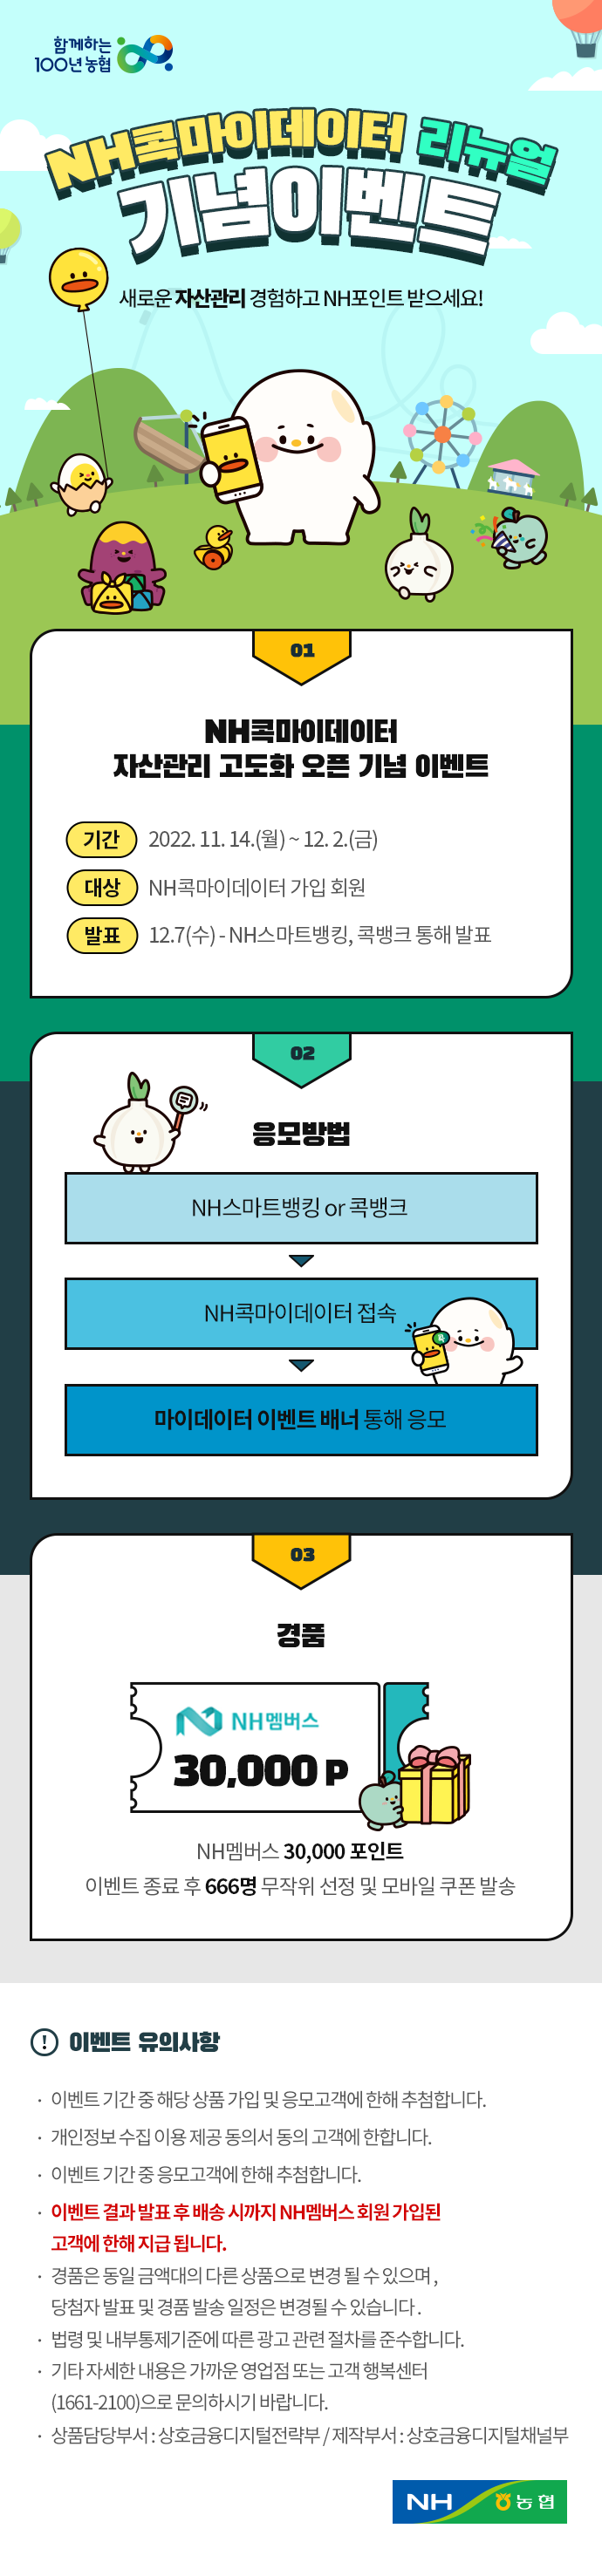 함께하는
100년 농협
NH콕마이데이터 리뉴얼
기념이벤트
새로운 자산관리 경험하고 NH포인트 받으세요!
01
NH콕마이데이터
자산관리 고도화 오픈 기념 이벤트
기간 2022. 11. 14.(월) ~ 12. 2.(금)
대상 NH콕마이데이터 가입 회원
발표 12.7(수) - NH스마트뱅킹, 콕뱅크 통해 발표
02
응모방법
NH스마트뱅킹 or 콕뱅크
NH콕마이데이터 접속
마이데이터 이벤트 배너 통해 응모
03
경품
NH멤버스
30,000 P
NH멤버스 30,000 포인트
이벤트 종료 후 666명 무작위 선정 및 모바일 쿠폰 발송
! 이벤트 유의사항
· 이벤트 기간 중 해당 상품 가입 및 응모고객에 한해 추첨합니다.
· 개인정보 수집 이용 제공 동의서 동의 고객에 한합니다.
· 이벤트 기간 중 응모고객에 한해 추첨합니다.
· 이벤트 결과 발표 후 배송 시까지 NH멤버스 회원 가입된
고객에 한해 지급 됩니다.
· 경품은 동일 금액대의 다른 상품으로 변경 될 수 있으며,
당첨자 발표 및 경품 발송 일정은 변경될 수 있습니다.
· 법령 및 내부통제기준에 따른 광고 관련 절차를 준수합니다.
· 기타 자세한 내용은 가까운 영업점 또는 고객 행복센터
(1661-2100)으로 문의하시기 바랍니다.
· 상품담당부서 : 상호금융디지털전략부 / 제작부서 : 상호금융디지털채널부
NH 농협